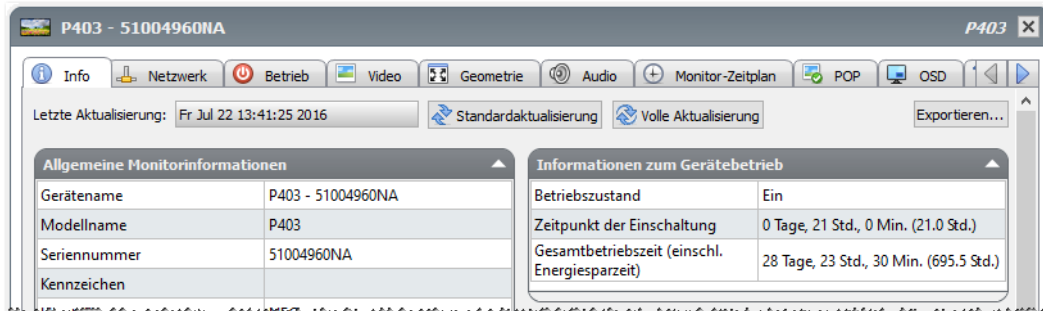 P403 - 51004960NA P403
Info Netzwerk Betrieb Video Geometrie Audio Monitor-Zeitplan POP OSD
Letzte Aktualisierung: Fr Jul 22 13:41:25 2016 Standardaktualisierung Volle Aktualisierung Exportieren...
Allgemeine Monitorinformationen
Gerätename P403 - 51004960NA
Modellname P403
Seriennummer 51004960NA
Kennzeichen
Informationen zum Gerätebetrieb
Betriebszustand Ein
Zeitpunkt der Einschaltung 0 Tage, 21 Std., 0 Min. (21.0 Std.)
Gesamtbetriebszeit (einschl.
Energiesparzeit) 28 Tage, 23 Std., 30 Min. (695.5 Std.)